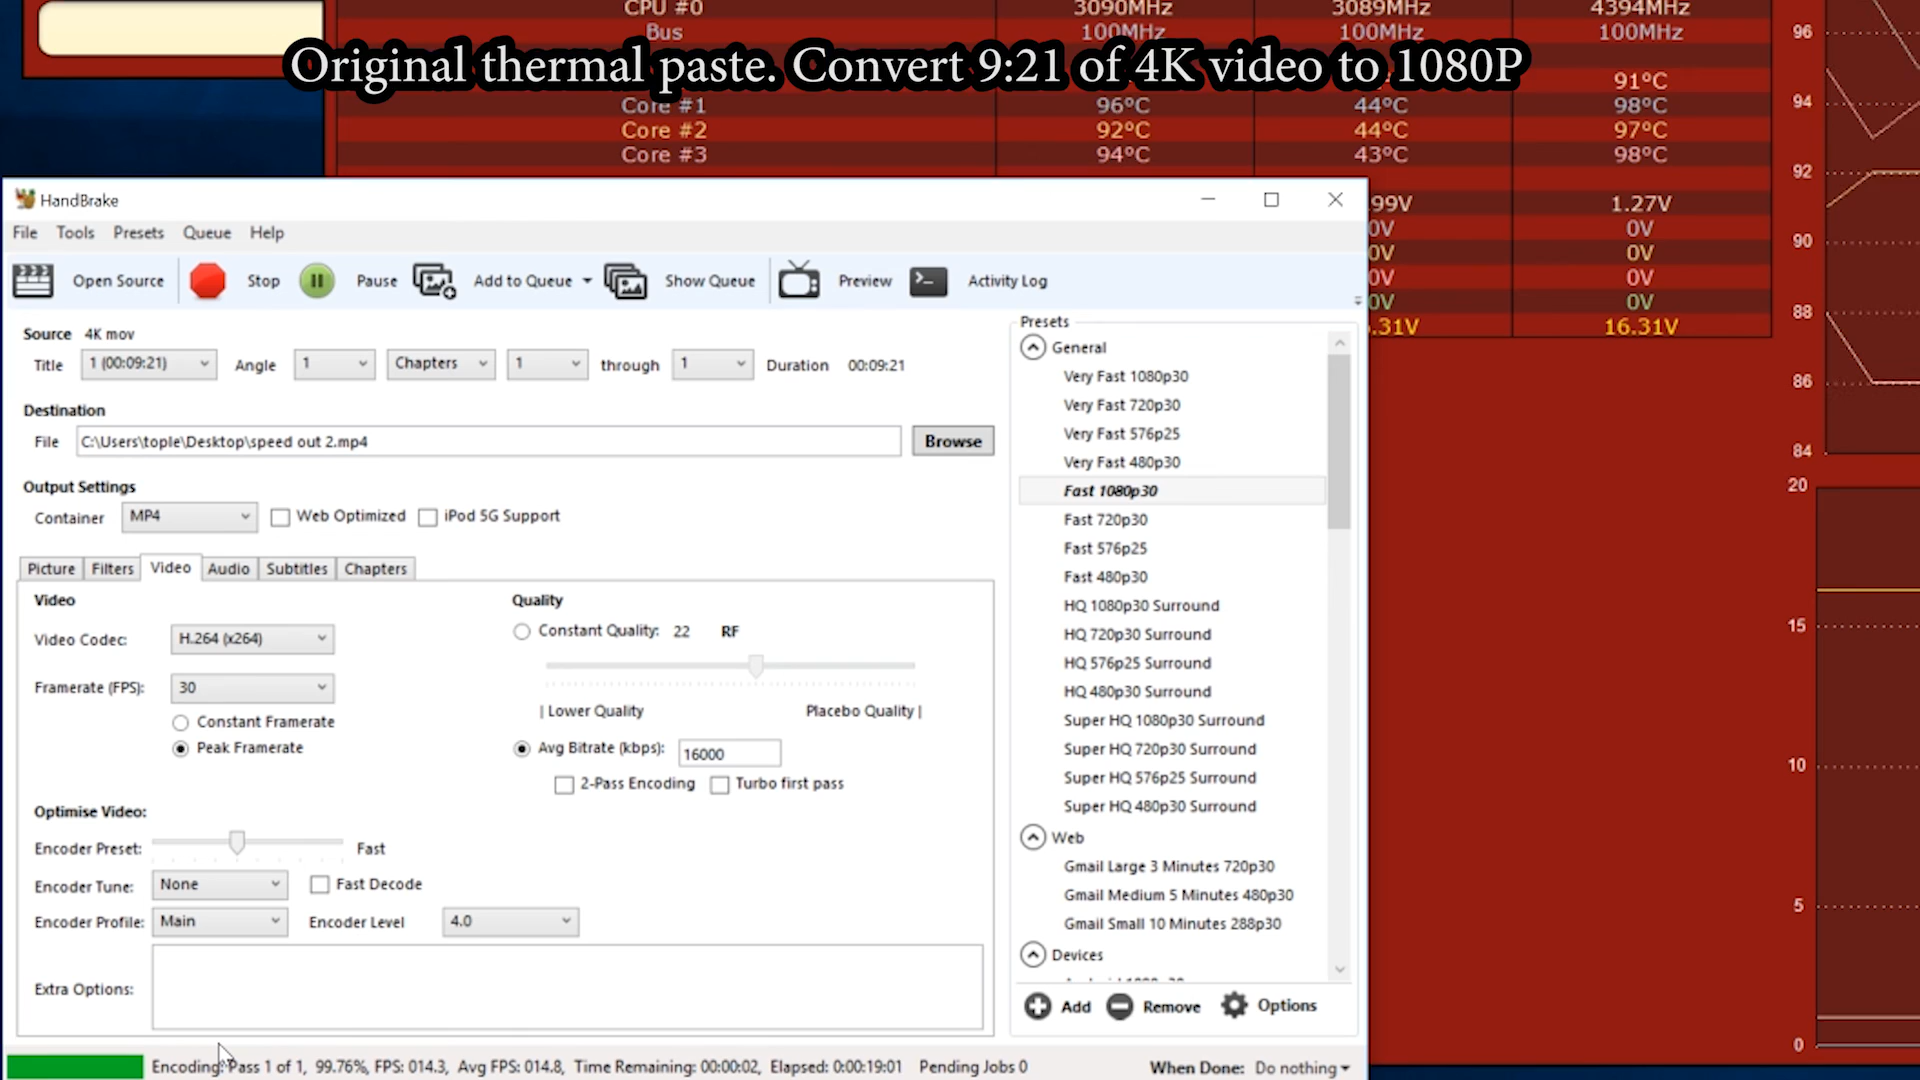 CPU #0 3090MHz 3089MHz 4394MHz
Bus 100MHz 100MHz 100MHz
Original thermal paste. Convert 9:21 of 4K video to 1080P
91°C
Core #1 96°C 44°C 98°C
Core #2 92°C 44°C 97°C
Core #3 94°C 43°C 98°C
99V 1.27V
0V 0V
0V 0V
0V 0V
0V 0V
.31V 16.31V
96
94
92
90
88
86
84
20
15
10
5
0
HandBrake
File Tools Presets Queue Help
Open Source Stop Pause Add to Queue Show Queue Preview Activity Log
Source 4K mov
Title 1 (00:09:21) Angle 1 Chapters 1 through 1 Duration 00:09:21
Destination
File C:\Users\tople\Desktop\speed out 2.mp4 Browse
Output Settings
Container MP4 Web Optimized iPod 5G Support
Picture Filters Video Audio Subtitles Chapters
Video
Video Codec: H.264 (x264)
Framerate (FPS): 30
Constant Framerate
Peak Framerate
Quality
Constant Quality: 22 RF
| Lower Quality Placebo Quality |
Avg Bitrate (kbps): 16000
2-Pass Encoding Turbo first pass
Optimise Video:
Encoder Preset: Fast
Encoder Tune: None Fast Decode
Encoder Profile: Main Encoder Level 4.0
Extra Options:
Presets
General
Very Fast 1080p30
Very Fast 720p30
Very Fast 576p25
Very Fast 480p30
Fast 1080p30
Fast 720p30
Fast 576p25
Fast 480p30
HQ 1080p30 Surround
HQ 720p30 Surround
HQ 576p25 Surround
HQ 480p30 Surround
Super HQ 1080p30 Surround
Super HQ 720p30 Surround
Super HQ 576p25 Surround
Super HQ 480p30 Surround
Web
Gmail Large 3 Minutes 720p30
Gmail Medium 5 Minutes 480p30
Gmail Small 10 Minutes 288p30
Devices
Add Remove Options
Encoding: Pass 1 of 1, 99.76%, FPS: 014.3, Avg FPS: 014.8, Time Remaining: 00:00:02, Elapsed: 0:00:19:01 Pending Jobs 0
When Done: Do nothing